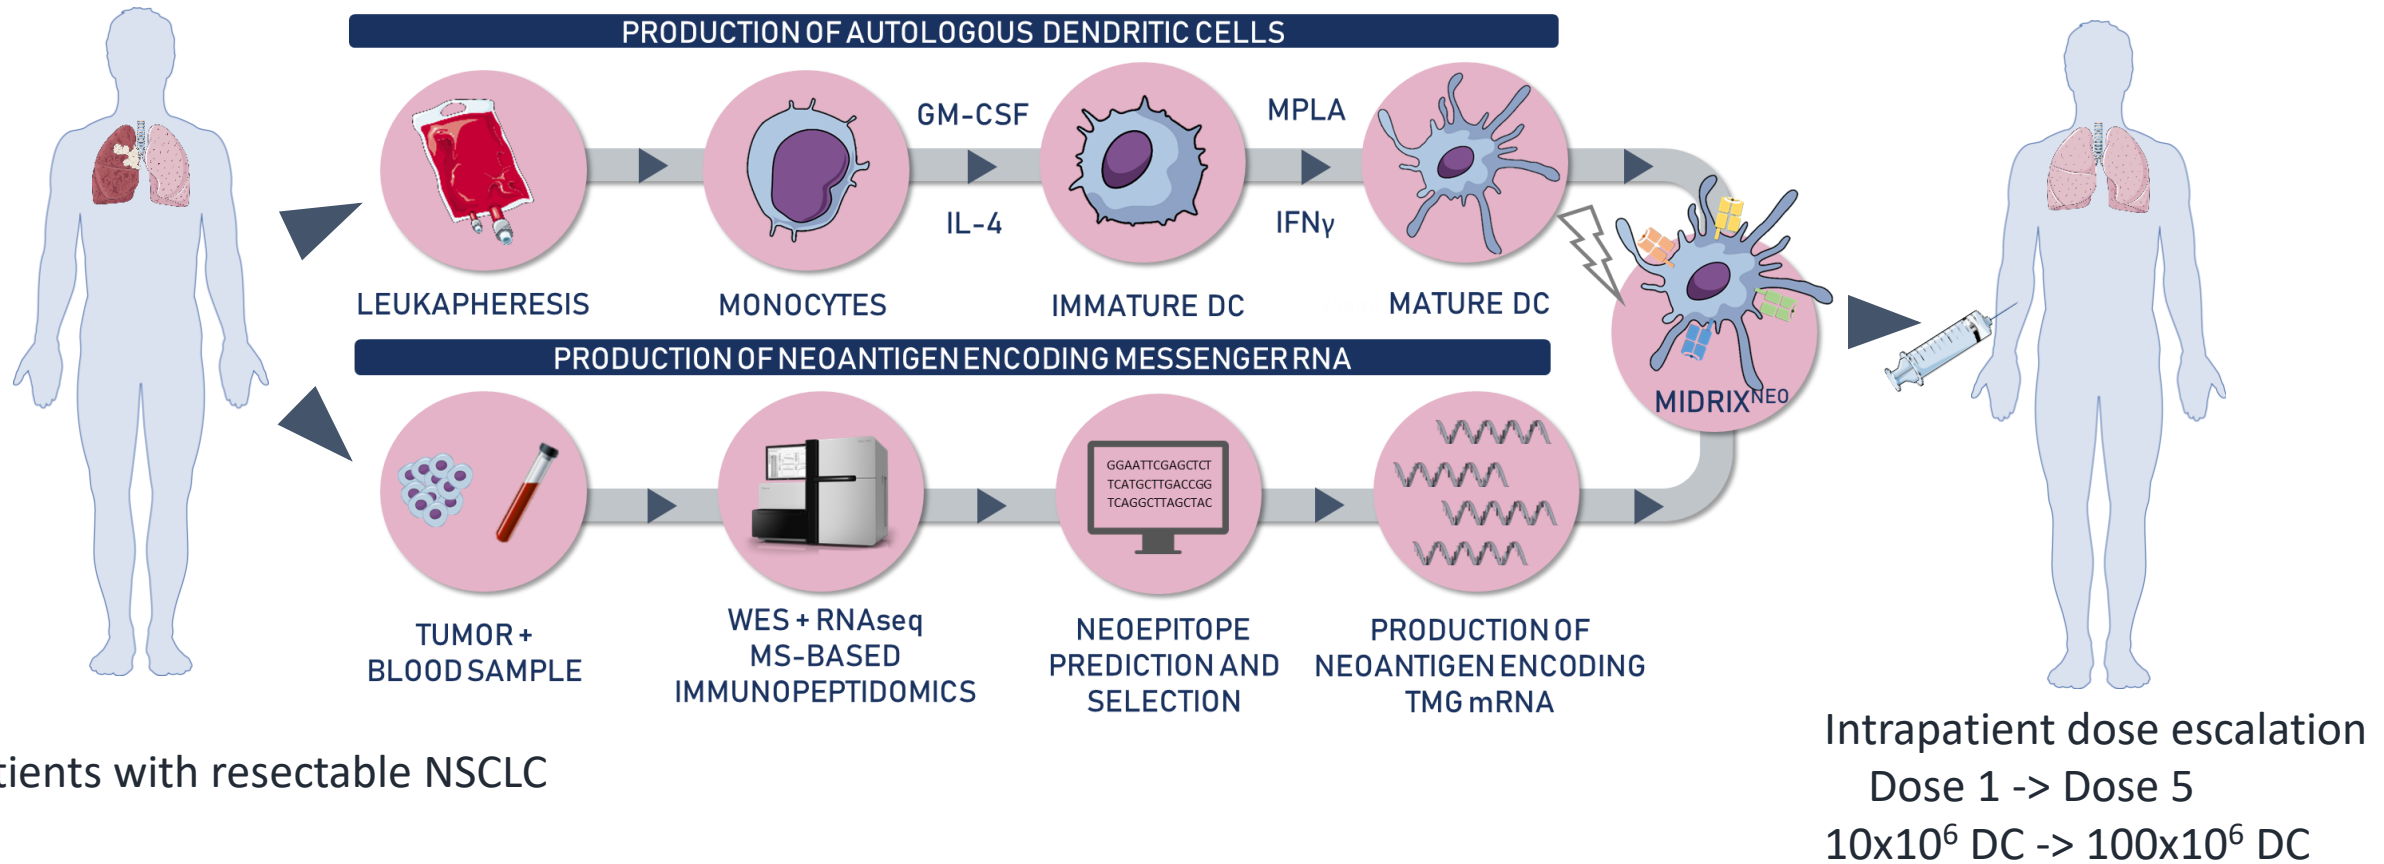 PRODUCTION OF AUTOLOGOUS DENDRITIC CELLS
GM-CSF
IL-4
MPLA
IFNγ
LEUKAPHERESIS
MONOCYTES
IMMATURE DC
MATURE DC
MIDRIX^NEO
PRODUCTION OF NEOANTIGEN ENCODING MESSENGER RNA
GGAATTCGAGCTCT
TCATGCTTGACCGG
TCAGGCTTAGCTAC
TUMOR +
BLOOD SAMPLE
WES + RNAseq
MS-BASED
IMMUNOPEPTIDOMICS
NEOEPITOPE
PREDICTION AND
SELECTION
PRODUCTION OF
NEOANTIGEN ENCODING
TMG mRNA
tients with resectable NSCLC
Intrapatient dose escalation
Dose 1 -> Dose 5
10x10⁶ DC -> 100x10⁶ DC